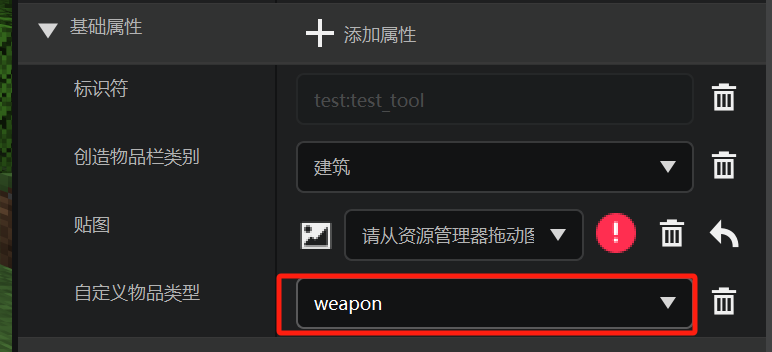 基础属性
添加属性
标识符
test:test_tool
创造物品栏类别
建筑
贴图
请从资源管理器拖动图
自定义物品类型
weapon